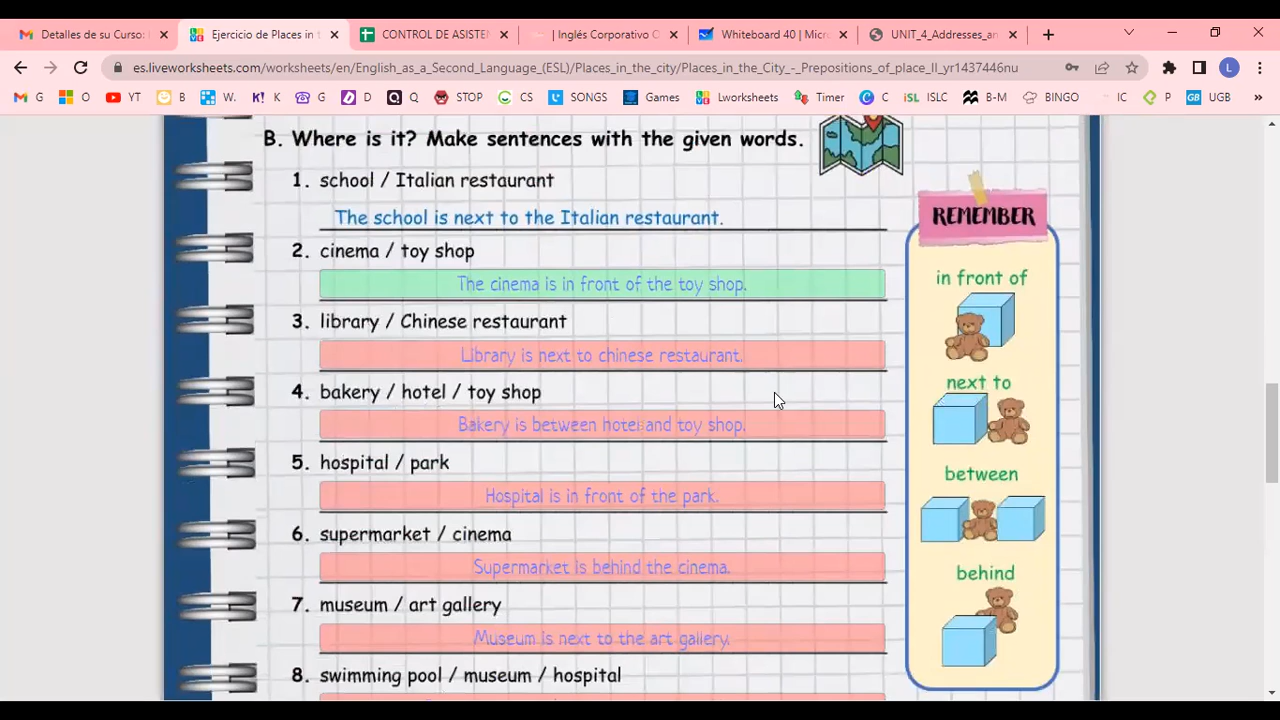 Detalles de su Curso:
Ejercicio de Places in t
CONTROL DE ASISTEN
| Inglés Corporativo O
Whiteboard 40 | Micro
UNIT_4_Addresses_an
es.liveworksheets.com/worksheets/en/English_as_a_Second_Language_(ESL)/Places_in_the_city/Places_in_the_City_-_Prepositions_of_place_II_yr1437446nu
L
G O YT B W. K! K G D Q STOP CS SONGS Games Lworksheets Timer C iSL ISLC B-M BINGO IC P GB UGB »
B. Where is it? Make sentences with the given words.
1. school / Italian restaurant
The school is next to the Italian restaurant.
2. cinema / toy shop
The cinema is in front of the toy shop.
3. library / Chinese restaurant
Library is next to chinese restaurant.
4. bakery / hotel / toy shop
Bakery is between hotel and toy shop.
5. hospital / park
Hospital is in front of the park.
6. supermarket / cinema
Supermarket is behind the cinema.
7. museum / art gallery
Museum is next to the art gallery.
8. swimming pool / museum / hospital
REMEMBER
in front of
next to
between
behind